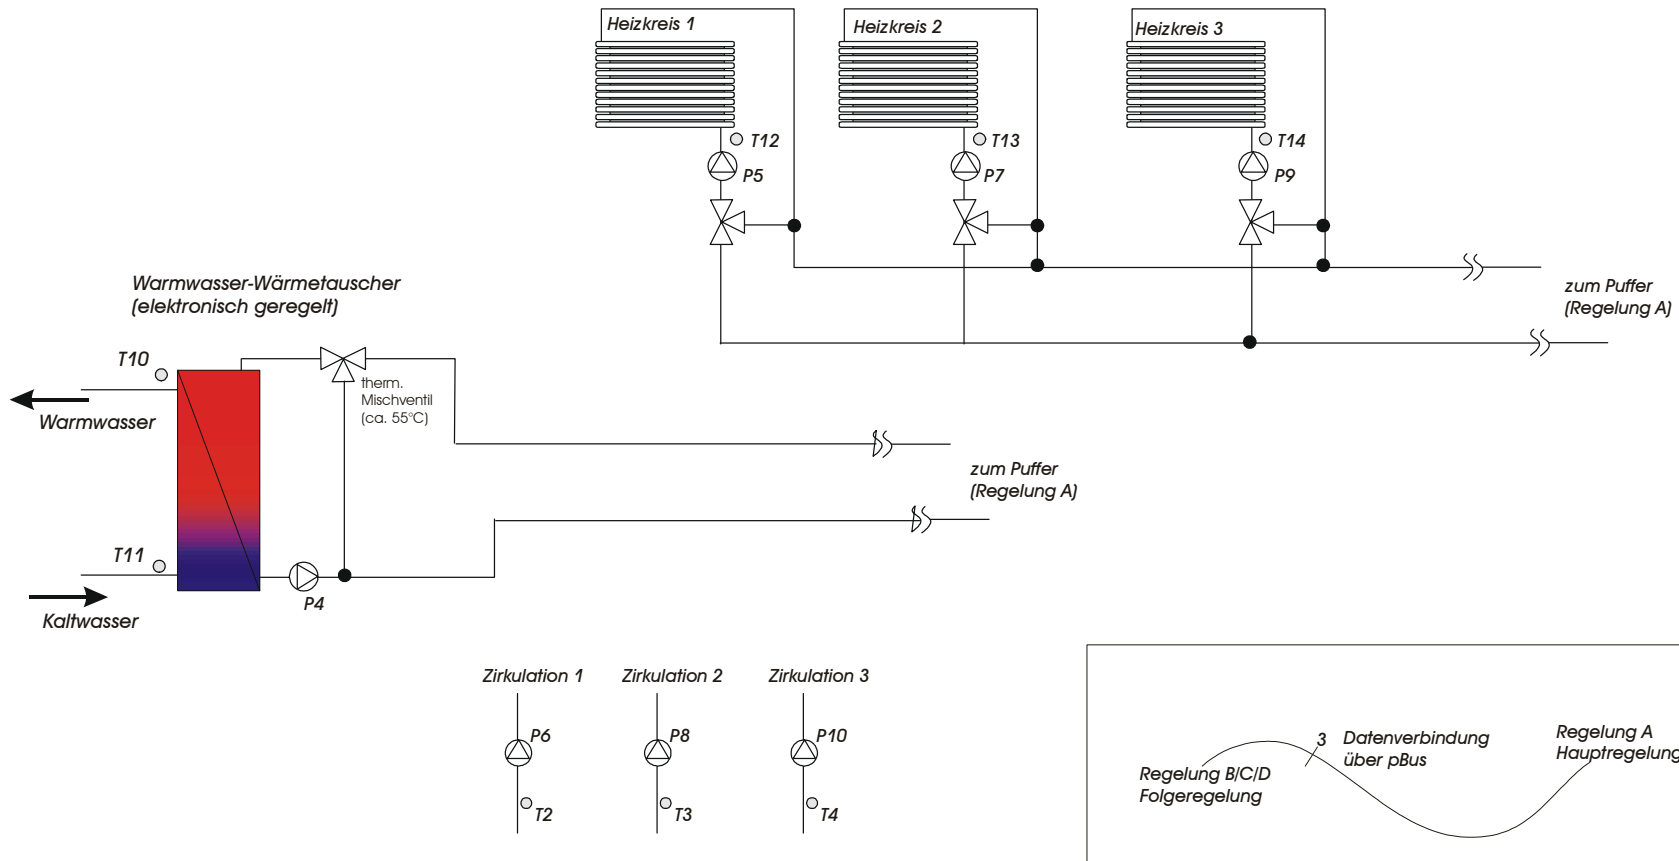 Heizkreis 1
Heizkreis 2
Heizkreis 3
T12
T13
T14
P5
P7
P9
zum Puffer
(Regelung A)
Warmwasser-Wärmetauscher
(elektronisch geregelt)
T10
therm.
Mischventil
(ca. 55°C)
Warmwasser
zum Puffer
(Regelung A)
T11
P4
Kaltwasser
Zirkulation 1
Zirkulation 2
Zirkulation 3
P6
P8
P10
T2
T3
T4
3
Datenverbindung
über pBus
Regelung A
Hauptregelung
Regelung B/C/D
Folgeregelung